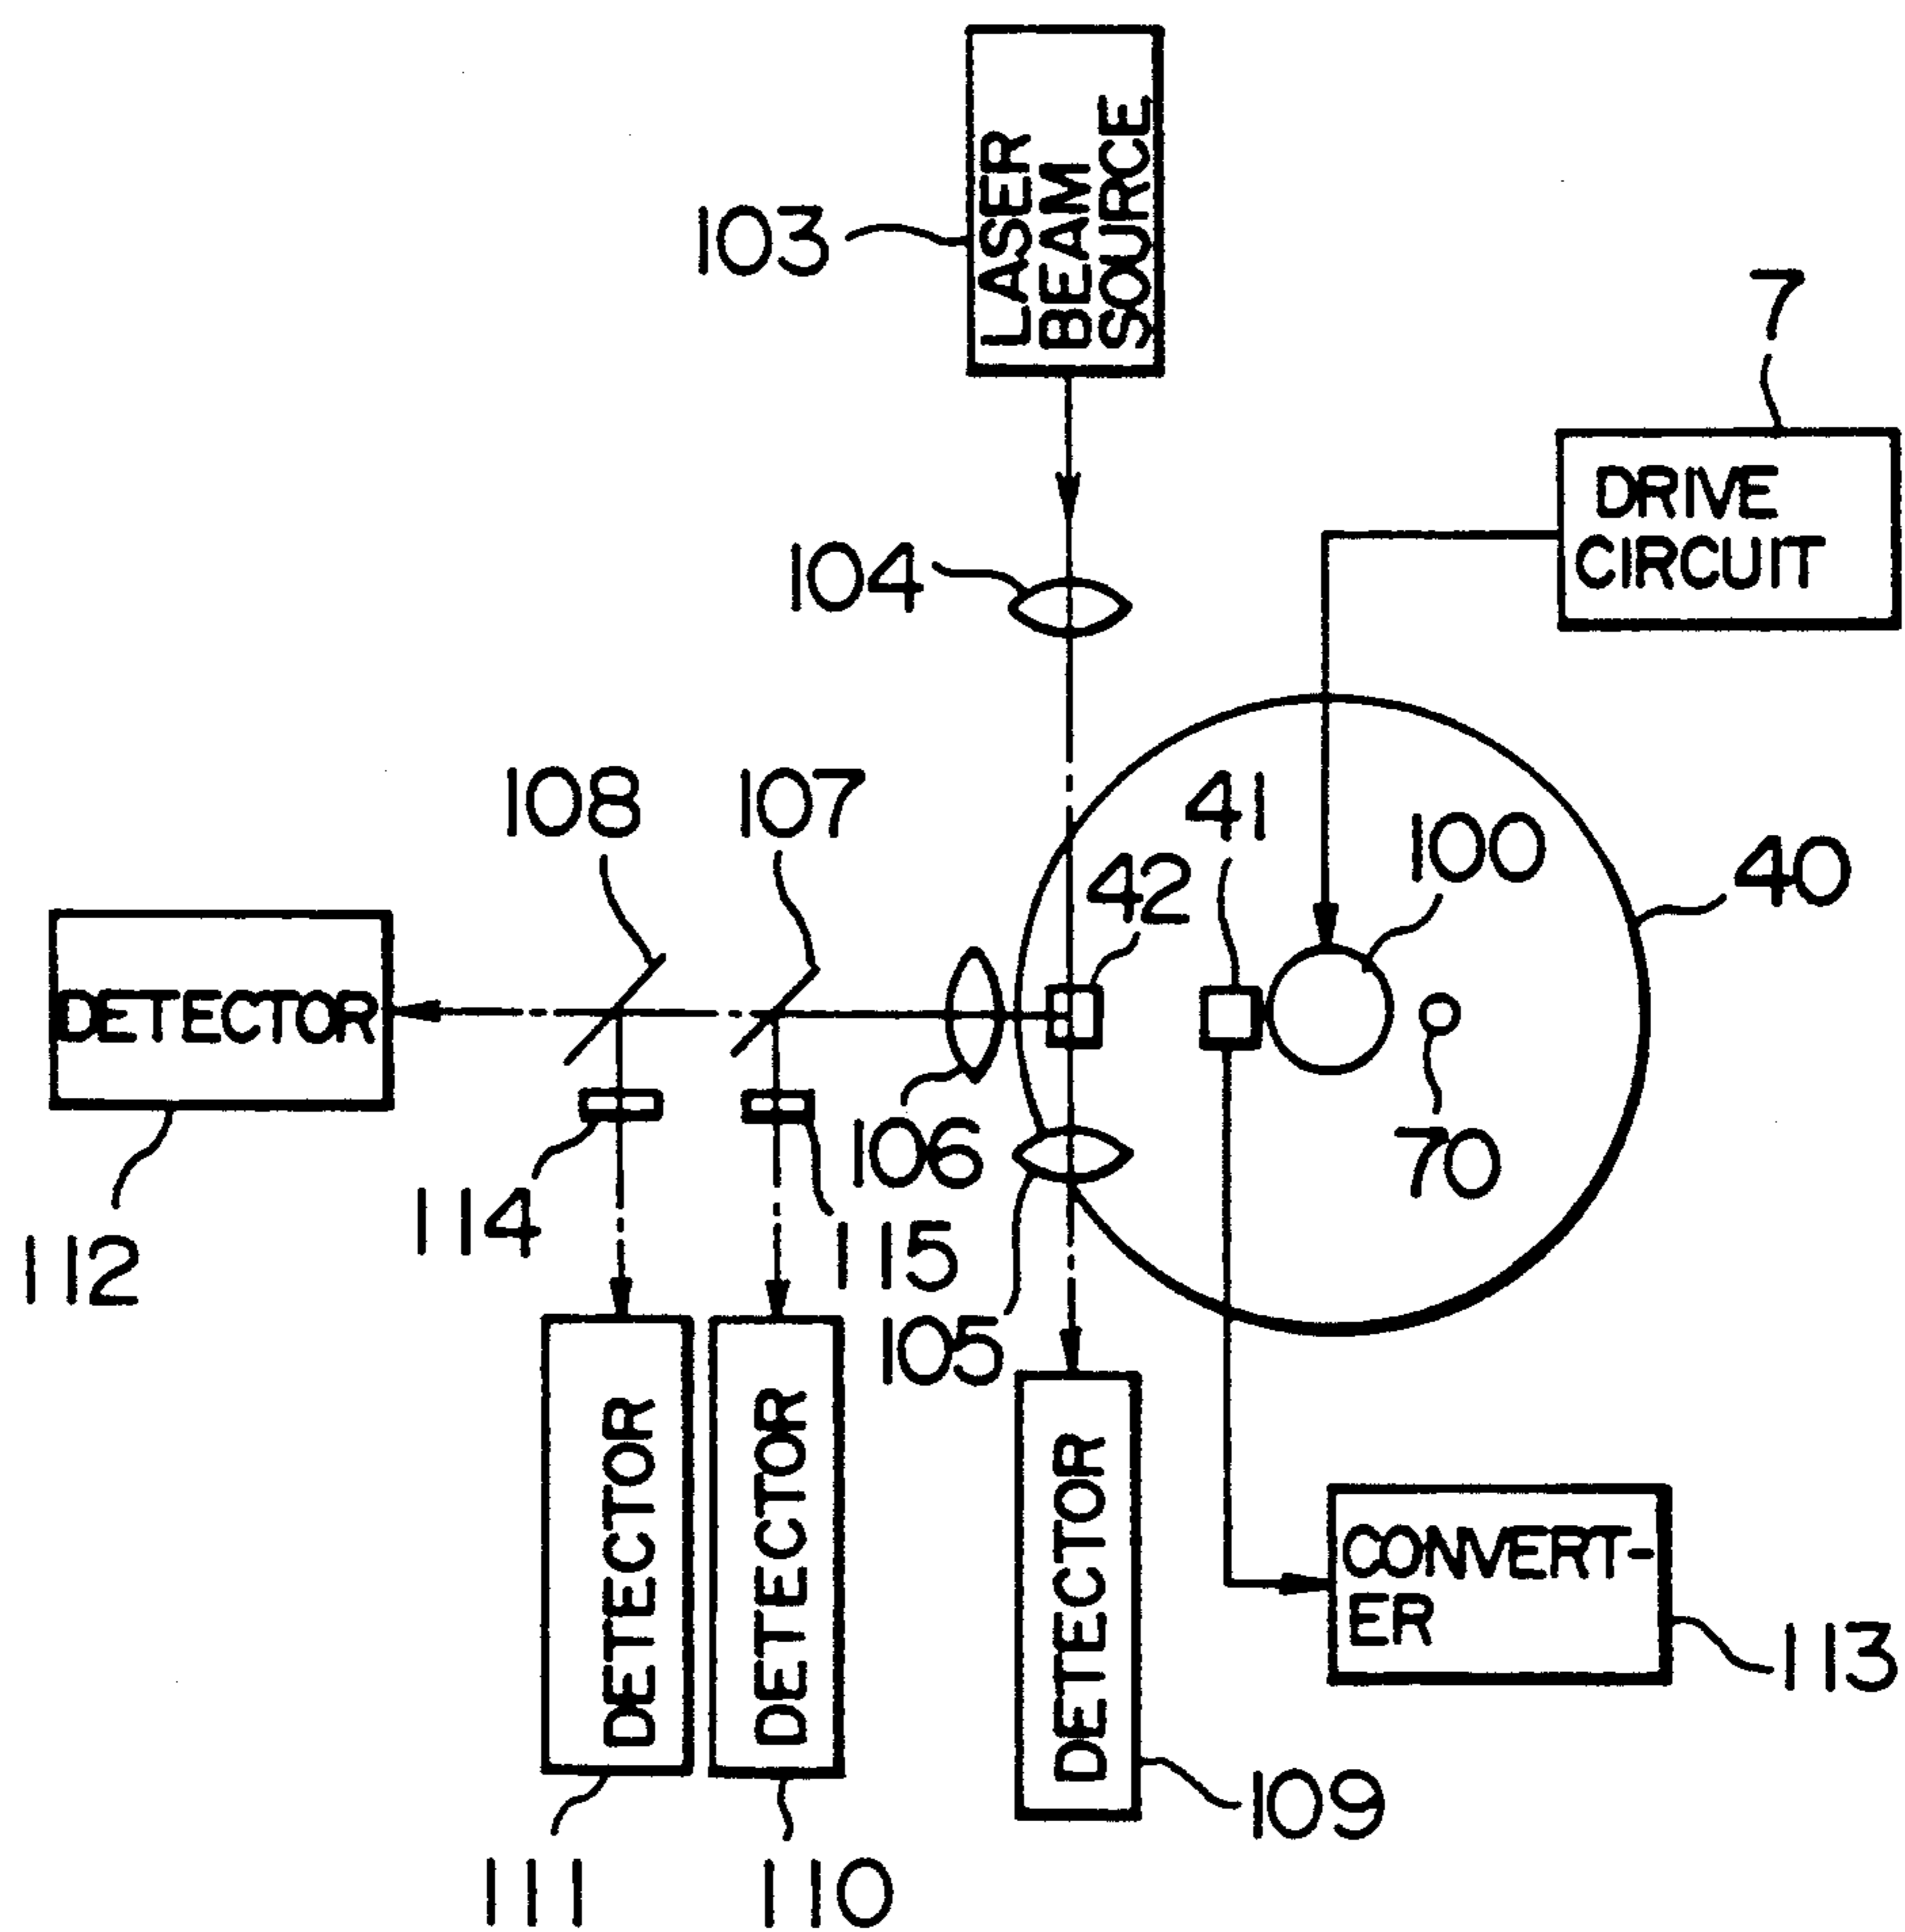 LASER
BEAM
SOURCE
103
7
DRIVE
CIRCUIT
104
108
107
41
100
42
40
DETECTOR
106
70
114
115
112
105
DETECTOR
DETECTOR
DETECTOR
CONVERT-
ER
113
109
111
110